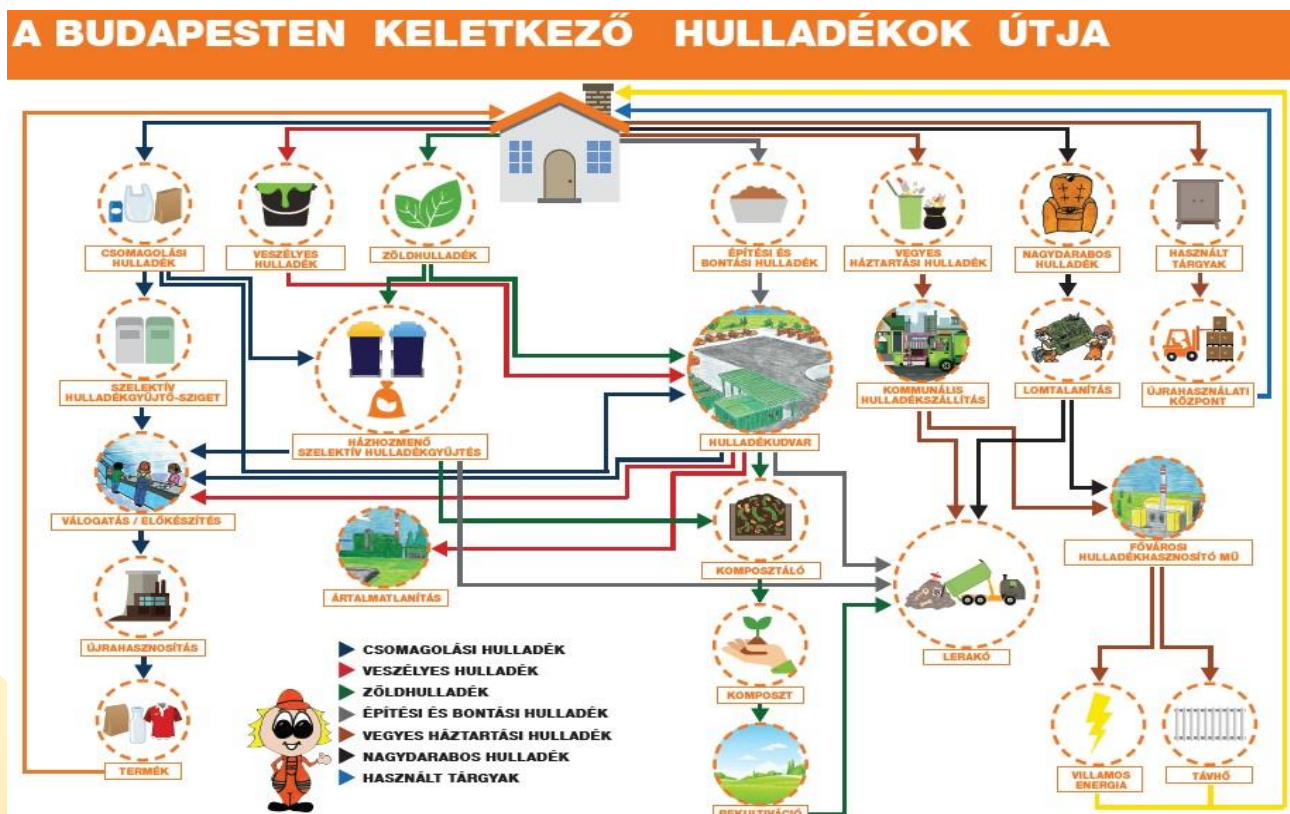 A BUDAPESTEN KELETKEZŐ HULLADÉKOK ÚTJA
CSOMAGOLÁSI
HULLADÉK
VESZÉLYES
HULLADÉK
ZÖLDHULLADÉK
ÉPÍTÉSI ÉS
BONTÁSI HULLADÉK
VEGYES
HÁZTARTÁSI HULLADÉK
NAGYDARABOS
HULLADÉK
HASZNÁLT
TÁRGYAK
SZELEKTÍV
HULLADÉKGYŰJTŐ-SZIGET
HÁZHOZMENŐ
SZELEKTÍV HULLADÉKGYŰJTÉS
HULLADÉKUDVAR
KOMMUNÁLIS
HULLADÉKSZÁLLÍTÁS
LOMTALANÍTÁS
ÚJRAHASZNÁLATI
KÖZPONT
VÁLOGATÁS / ELŐKÉSZÍTÉS
ÁRTALMATLANÍTÁS
KOMPOSZTÁLÓ
LERAKÓ
FŐVÁROSI
HULLADÉKHASZNOSÍTÓ MŰ
ÚJRAHASZNOSÍTÁS
KOMPOSZT
TERMÉK
REKULTIVÁCIÓ
VILLAMOS
ENERGIA
TÁVHŐ
CSOMAGOLÁSI HULLADÉK
VESZÉLYES HULLADÉK
ZÖLDHULLADÉK
ÉPÍTÉSI ÉS BONTÁSI HULLADÉK
VEGYES HÁZTARTÁSI HULLADÉK
NAGYDARABOS HULLADÉK
HASZNÁLT TÁRGYAK